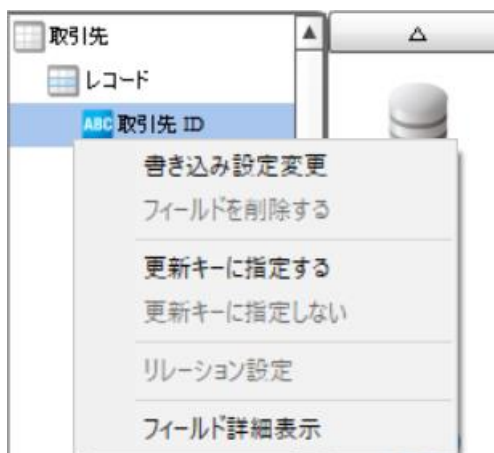 取引先
レコード
ABC 取引先 ID
書き込み設定変更
フィールドを削除する
更新キーに指定する
更新キーに指定しない
リレーション設定
フィールド詳細表示